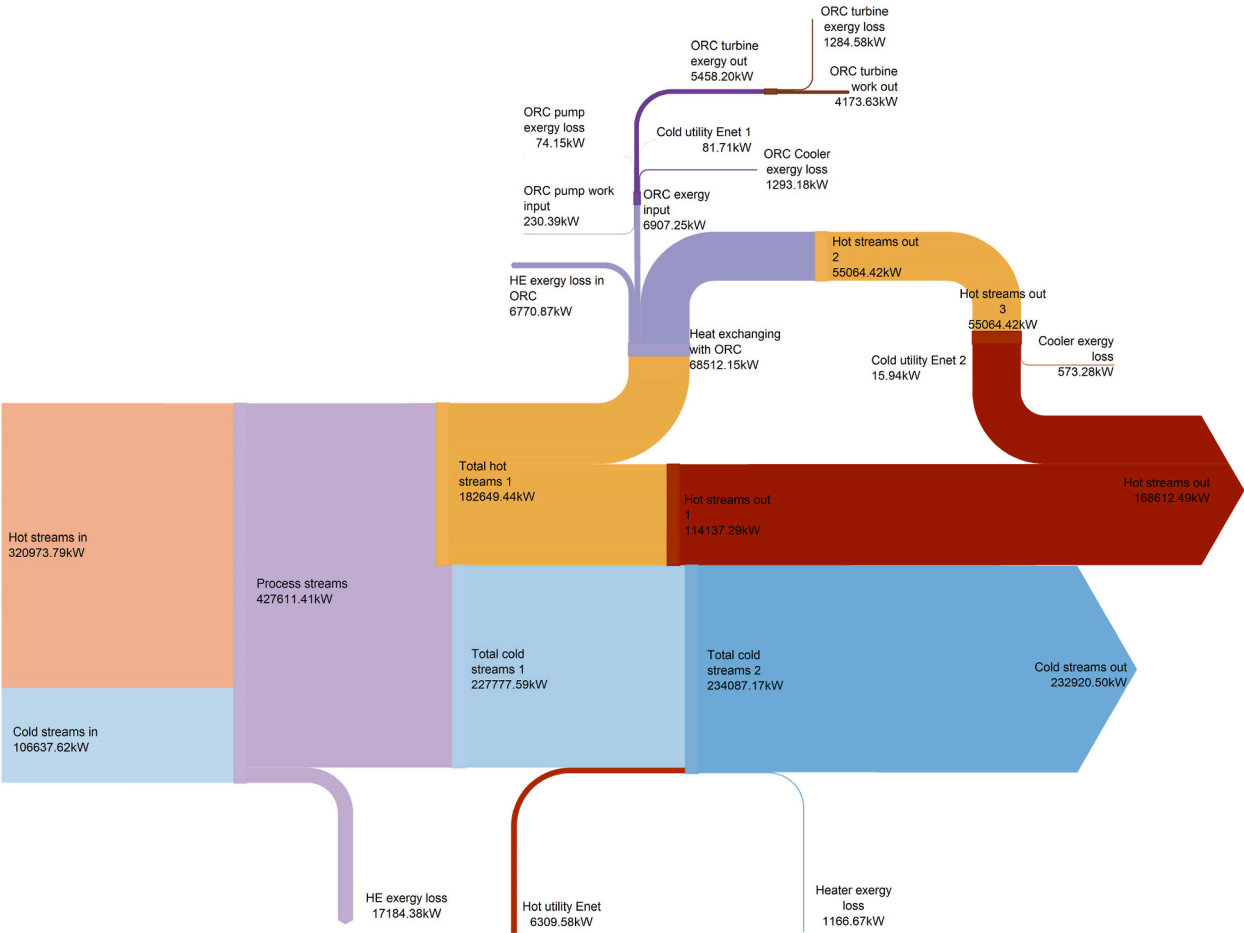 ORC turbine
exergy loss
1284.58kW
ORC turbine
exergy out
5458.20kW
ORC turbine
work out
4173.63kW
ORC pump
exergy loss
74.15kW
Cold utility Enet 1
81.71kW
ORC Cooler
exergy loss
1293.18kW
ORC pump work
input
230.39kW
ORC exergy
input
6907.25kW
HE exergy loss in
ORC
6770.87kW
Hot streams out
2
55064.42kW
Hot streams out
3
55064.42kW
Heat exchanging
with ORC
68512.15kW
Cold utility Enet 2
15.94kW
Cooler exergy
loss
573.28kW
Total hot
streams 1
182649.44kW
Hot streams out
1
114137.29kW
Hot streams out
168612.49kW
Hot streams in
320973.79kW
Process streams
427611.41kW
Total cold
streams 1
227777.59kW
Total cold
streams 2
234087.17kW
Cold streams out
232920.50kW
Cold streams in
106637.62kW
HE exergy loss
17184.38kW
Hot utility Enet
6309.58kW
Heater exergy
loss
1166.67kW